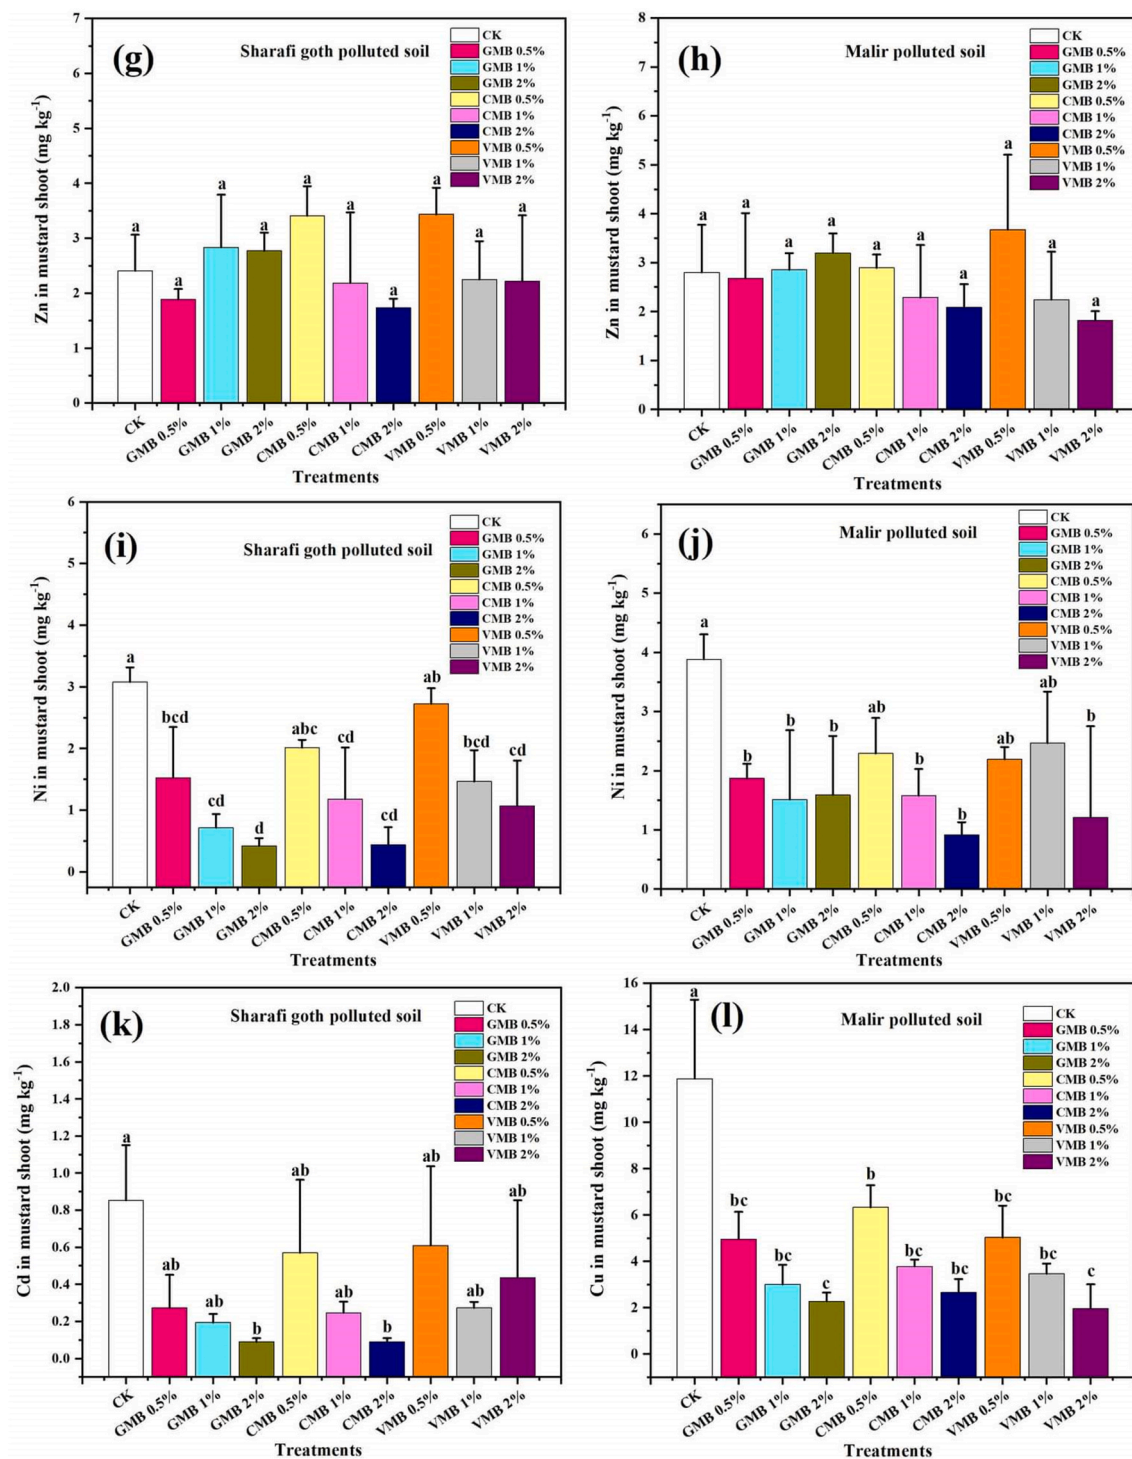 (g)
Sharafi goth polluted soil
CK
GMB 0.5%
GMB 1%
GMB 2%
CMB 0.5%
CMB 1%
CMB 2%
VMB 0.5%
VMB 1%
VMB 2%
Zn in mustard shoot (mg kg⁻¹)
7
6
5
4
3
2
1
0
a
a
a
a
a
a
a
a
a
a
CK
GMB 0.5%
GMB 1%
GMB 2%
CMB 0.5%
CMB 1%
CMB 2%
VMB 0.5%
VMB 1%
VMB 2%
Treatments
(h)
Malir polluted soil
CK
GMB 0.5%
GMB 1%
GMB 2%
CMB 0.5%
CMB 1%
CMB 2%
VMB 0.5%
VMB 1%
VMB 2%
Zn in mustard shoot (mg kg⁻¹)
8
7
6
5
4
3
2
1
0
a
a
a
a
a
a
a
a
a
a
CK
GMB 0.5%
GMB 1%
GMB 2%
CMB 0.5%
CMB 1%
CMB 2%
VMB 0.5%
VMB 1%
VMB 2%
Treatments
(i)
Sharafi goth polluted soil
CK
GMB 0.5%
GMB 1%
GMB 2%
CMB 0.5%
CMB 1%
CMB 2%
VMB 0.5%
VMB 1%
VMB 2%
Ni in mustard shoot (mg kg⁻¹)
6
5
4
3
2
1
0
a
bcd
cd
d
abc
cd
cd
ab
bcd
cd
CK
GMB 0.5%
GMB 1%
GMB 2%
CMB 0.5%
CMB 1%
CMB 2%
VMB 0.5%
VMB 1%
VMB 2%
Treatments
(j)
Malir polluted soil
CK
GMB 0.5%
GMB 1%
GMB 2%
CMB 0.5%
CMB 1%
CMB 2%
VMB 0.5%
VMB 1%
VMB 2%
Ni in mustard shoot (mg kg⁻¹)
6
5
4
3
2
1
0
a
b
b
b
ab
b
b
ab
ab
b
CK
GMB 0.5%
GMB 1%
GMB 2%
CMB 0.5%
CMB 1%
CMB 2%
VMB 0.5%
VMB 1%
VMB 2%
Treatments
(k)
Sharafi goth polluted soil
CK
GMB 0.5%
GMB 1%
GMB 2%
CMB 0.5%
CMB 1%
CMB 2%
VMB 0.5%
VMB 1%
VMB 2%
Cd in mustard shoot (mg kg⁻¹)
2.0
1.8
1.6
1.4
1.2
1.0
0.8
0.6
0.4
0.2
0.0
a
ab
ab
b
ab
ab
b
ab
ab
ab
CK
GMB 0.5%
GMB 1%
GMB 2%
CMB 0.5%
CMB 1%
CMB 2%
VMB 0.5%
VMB 1%
VMB 2%
Treatments
(l)
Malir polluted soil
CK
GMB 0.5%
GMB 1%
GMB 2%
CMB 0.5%
CMB 1%
CMB 2%
VMB 0.5%
VMB 1%
VMB 2%
Cu in mustard shoot (mg kg⁻¹)
16
14
12
10
8
6
4
2
0
a
bc
bc
c
b
bc
bc
bc
bc
c
CK
GMB 0.5%
GMB 1%
GMB 2%
CMB 0.5%
CMB 1%
CMB 2%
VMB 0.5%
VMB 1%
VMB 2%
Treatments